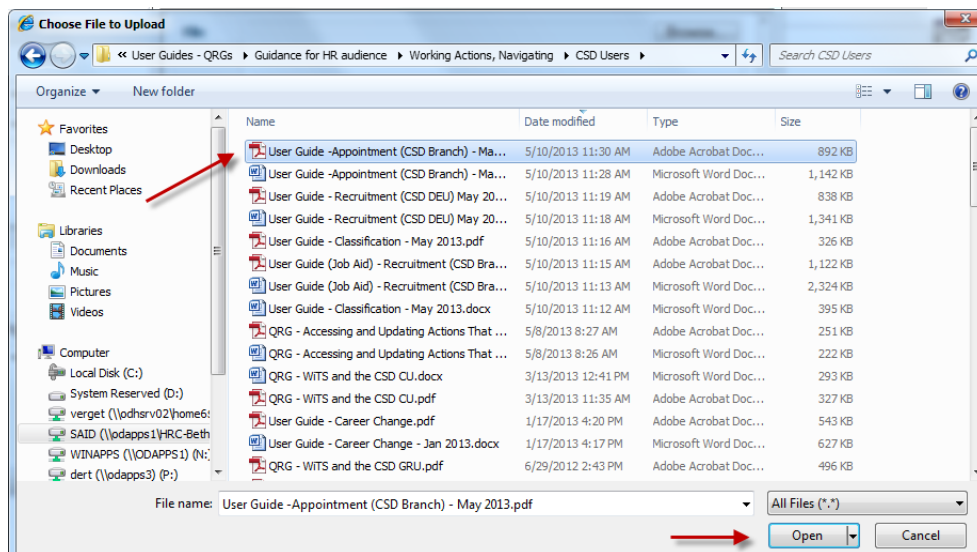 Choose File to Upload
« User Guides - QRGs ▸ Guidance for HR audience ▸ Working Actions, Navigating ▸ CSD Users ▸
Search CSD Users
Organize New folder
Favorites
Desktop
Downloads
Recent Places
Libraries
Documents
Music
Pictures
Videos
Computer
Local Disk (C:)
System Reserved (D:)
verget (\\odhsrv02\home6:
SAID (\\odapps1\HRC-Beth
WINAPPS (\\ODAPPS1) (N:
dert (\\odapps3) (P:)
Name Date modified Type Size
User Guide -Appointment (CSD Branch) - Ma... 5/10/2013 11:30 AM Adobe Acrobat Doc... 892 KB
User Guide -Appointment (CSD Branch) - Ma... 5/10/2013 11:28 AM Microsoft Word Doc... 1,142 KB
User Guide - Recruitment (CSD DEU) May 20... 5/10/2013 11:19 AM Adobe Acrobat Doc... 838 KB
User Guide - Recruitment (CSD DEU) May 20... 5/10/2013 11:18 AM Microsoft Word Doc... 1,341 KB
User Guide - Classification - May 2013.pdf 5/10/2013 11:16 AM Adobe Acrobat Doc... 326 KB
User Guide (Job Aid) - Recruitment (CSD Bra... 5/10/2013 11:15 AM Adobe Acrobat Doc... 1,122 KB
User Guide (Job Aid) - Recruitment (CSD Bra... 5/10/2013 11:13 AM Microsoft Word Doc... 2,324 KB
User Guide - Classification - May 2013.docx 5/10/2013 11:12 AM Microsoft Word Doc... 395 KB
QRG - Accessing and Updating Actions That ... 5/8/2013 8:27 AM Adobe Acrobat Doc... 251 KB
QRG - Accessing and Updating Actions That ... 5/8/2013 8:26 AM Microsoft Word Doc... 222 KB
QRG - WiTS and the CSD CU.docx 3/13/2013 12:41 PM Microsoft Word Doc... 293 KB
QRG - WiTS and the CSD CU.pdf 3/13/2013 11:35 AM Adobe Acrobat Doc... 327 KB
User Guide - Career Change.pdf 1/17/2013 4:20 PM Adobe Acrobat Doc... 543 KB
User Guide - Career Change - Jan 2013.docx 1/17/2013 4:17 PM Microsoft Word Doc... 627 KB
QRG - WiTS and the CSD GRU.pdf 6/29/2012 2:43 PM Adobe Acrobat Doc... 496 KB
File name: User Guide -Appointment (CSD Branch) - May 2013.pdf All Files (*.*)
Open Cancel